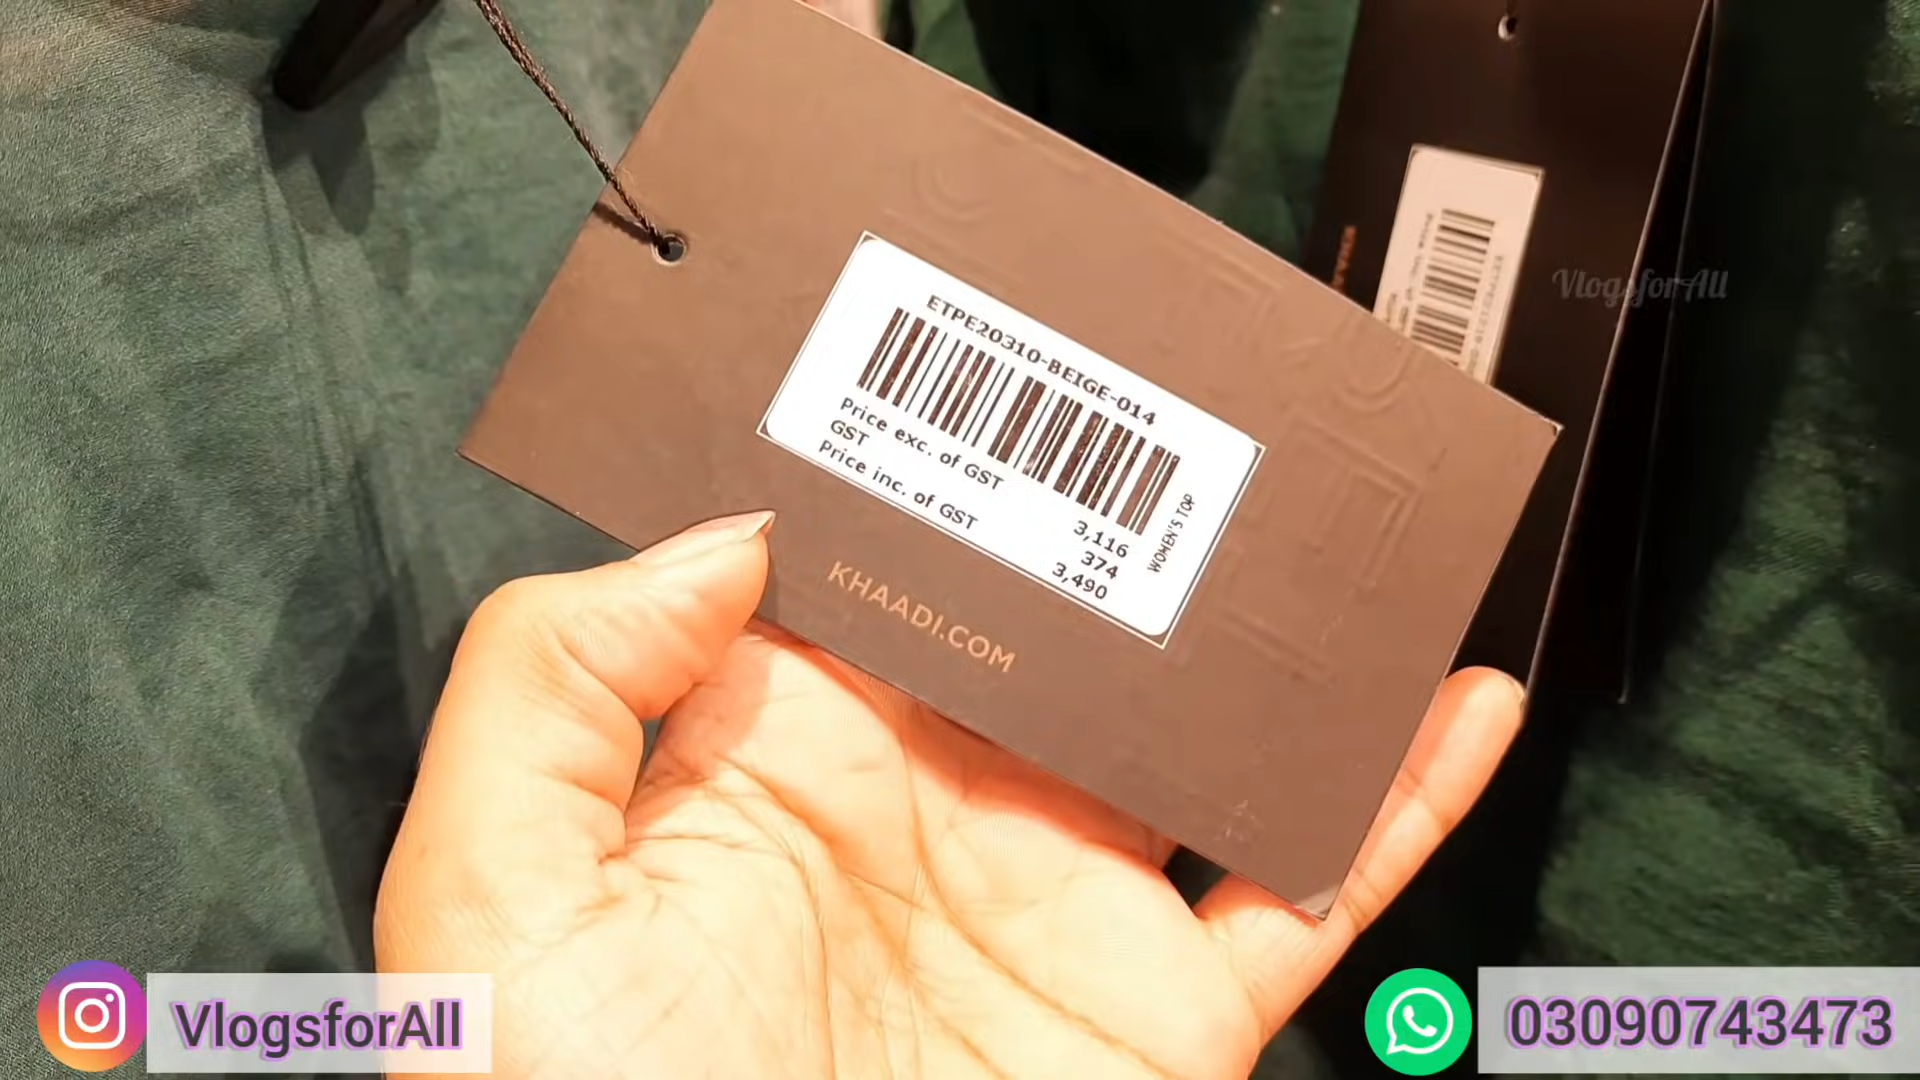 ETPE20310-BEIGE-014
Price exc. of GST 3,116
GST 374
Price inc. of GST 3,490
WOMEN'S TOP
KHAADI.COM
VlogsforAll
VlogsforAll
03090743473